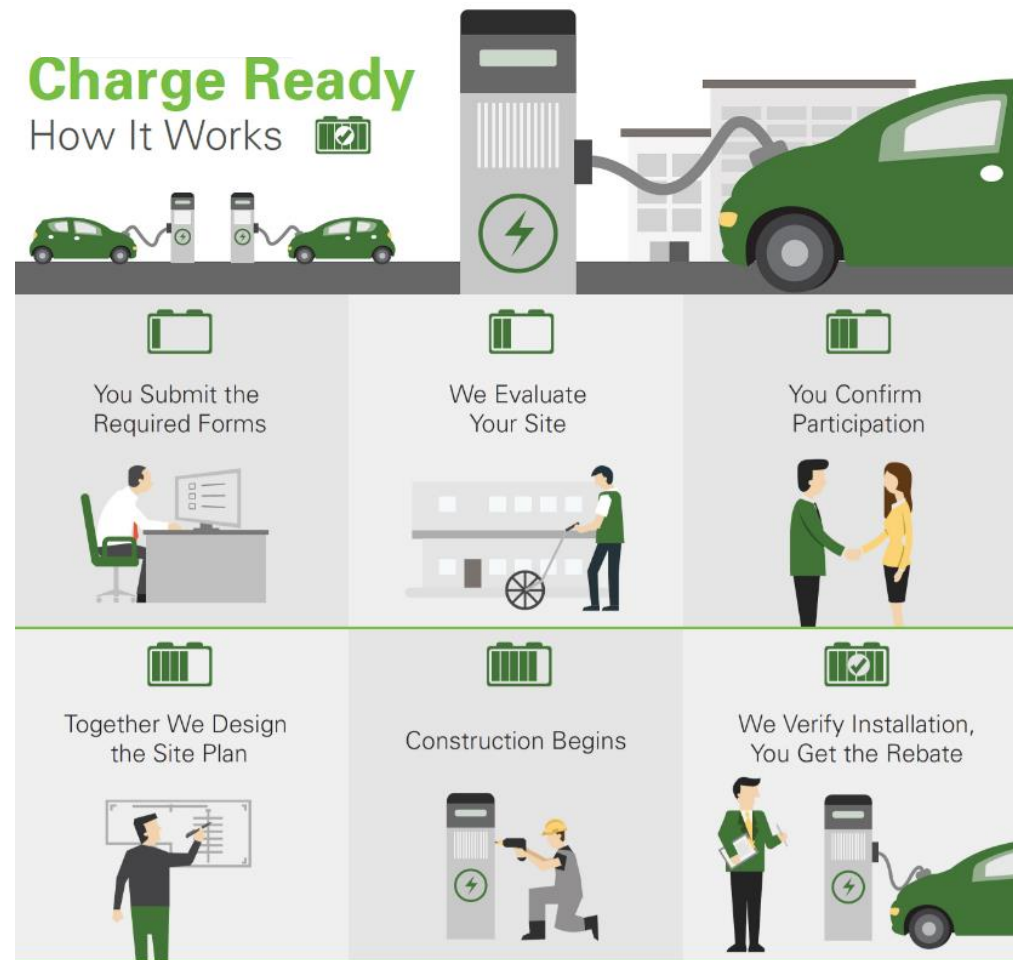 Charge Ready
How It Works
You Submit the
Required Forms
We Evaluate
Your Site
You Confirm
Participation
Together We Design
the Site Plan
Construction Begins
We Verify Installation,
You Get the Rebate